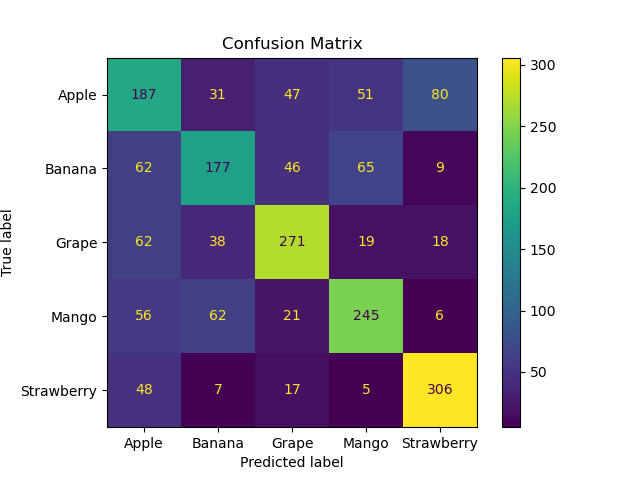 Confusion Matrix
True label
Apple 187 31 47 51 80
Banana 62 177 46 65 9
Grape 62 38 271 19 18
Mango 56 62 21 245 6
Strawberry 48 7 17 5 306
Apple Banana Grape Mango Strawberry
Predicted label
300
250
200
150
100
50